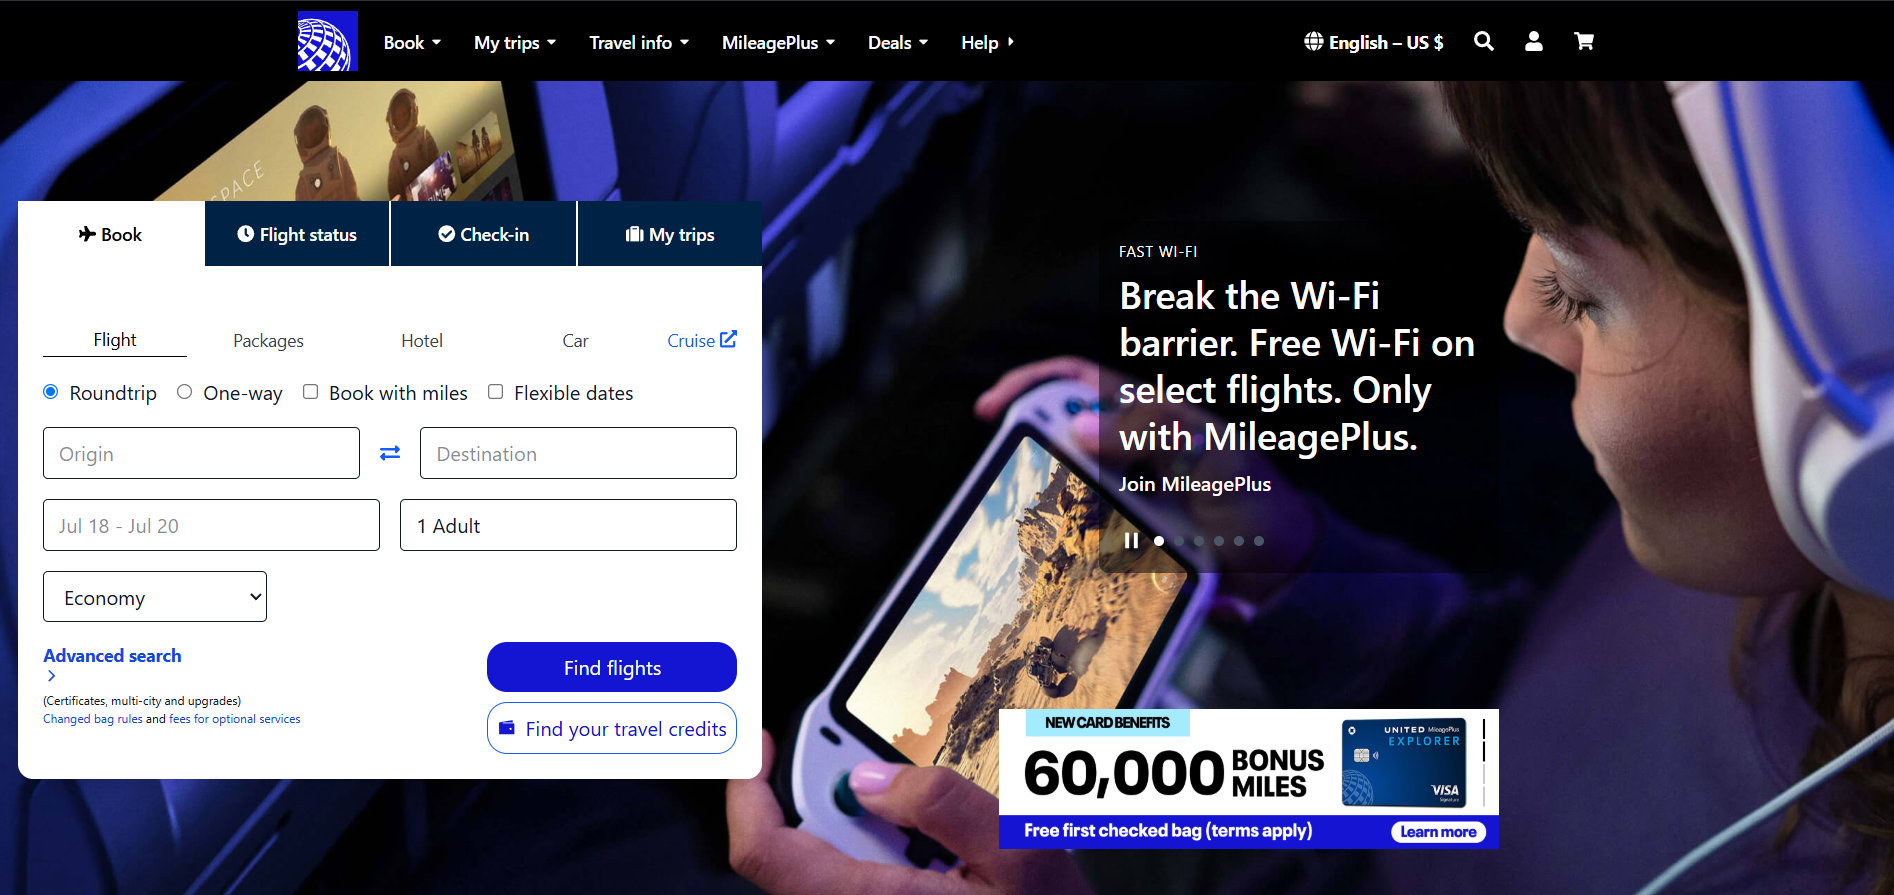 Book
My trips
Travel info
MileagePlus
Deals
Help
English – US $
SPACE
Book
Flight status
Check-in
My trips
Flight
Packages
Hotel
Car
Cruise
Roundtrip
One-way
Book with miles
Flexible dates
Origin
Destination
Jul 18 - Jul 20
1 Adult
Economy
Advanced search
(Certificates, multi-city and upgrades)
Changed bag rules and fees for optional services
Find flights
Find your travel credits
FAST WI-FI
Break the Wi-Fi
barrier. Free Wi-Fi on
select flights. Only
with MileagePlus.
Join MileagePlus
NEW CARD BENEFITS
60,000 BONUS
MILES
UNITED MileagePlus
EXPLORER
VISA
Signature
Free first checked bag (terms apply)
Learn more